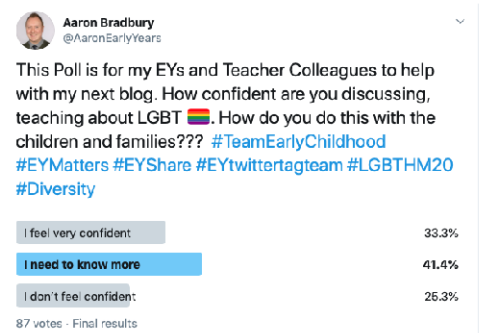 Aaron Bradbury
@AaronEarlyYears
This Poll is for my EYs and Teacher Colleagues to help
with my next blog. How confident are you discussing,
teaching about LGBT 🏳️‍🌈. How do you do this with the
children and families??? #TeamEarlyChildhood
#EYMatters #EYShare #EYtwittertagteam #LGBTHM20
#Diversity
I feel very confident 33.3%
I need to know more 41.4%
I don't feel confident 25.3%
87 votes · Final results